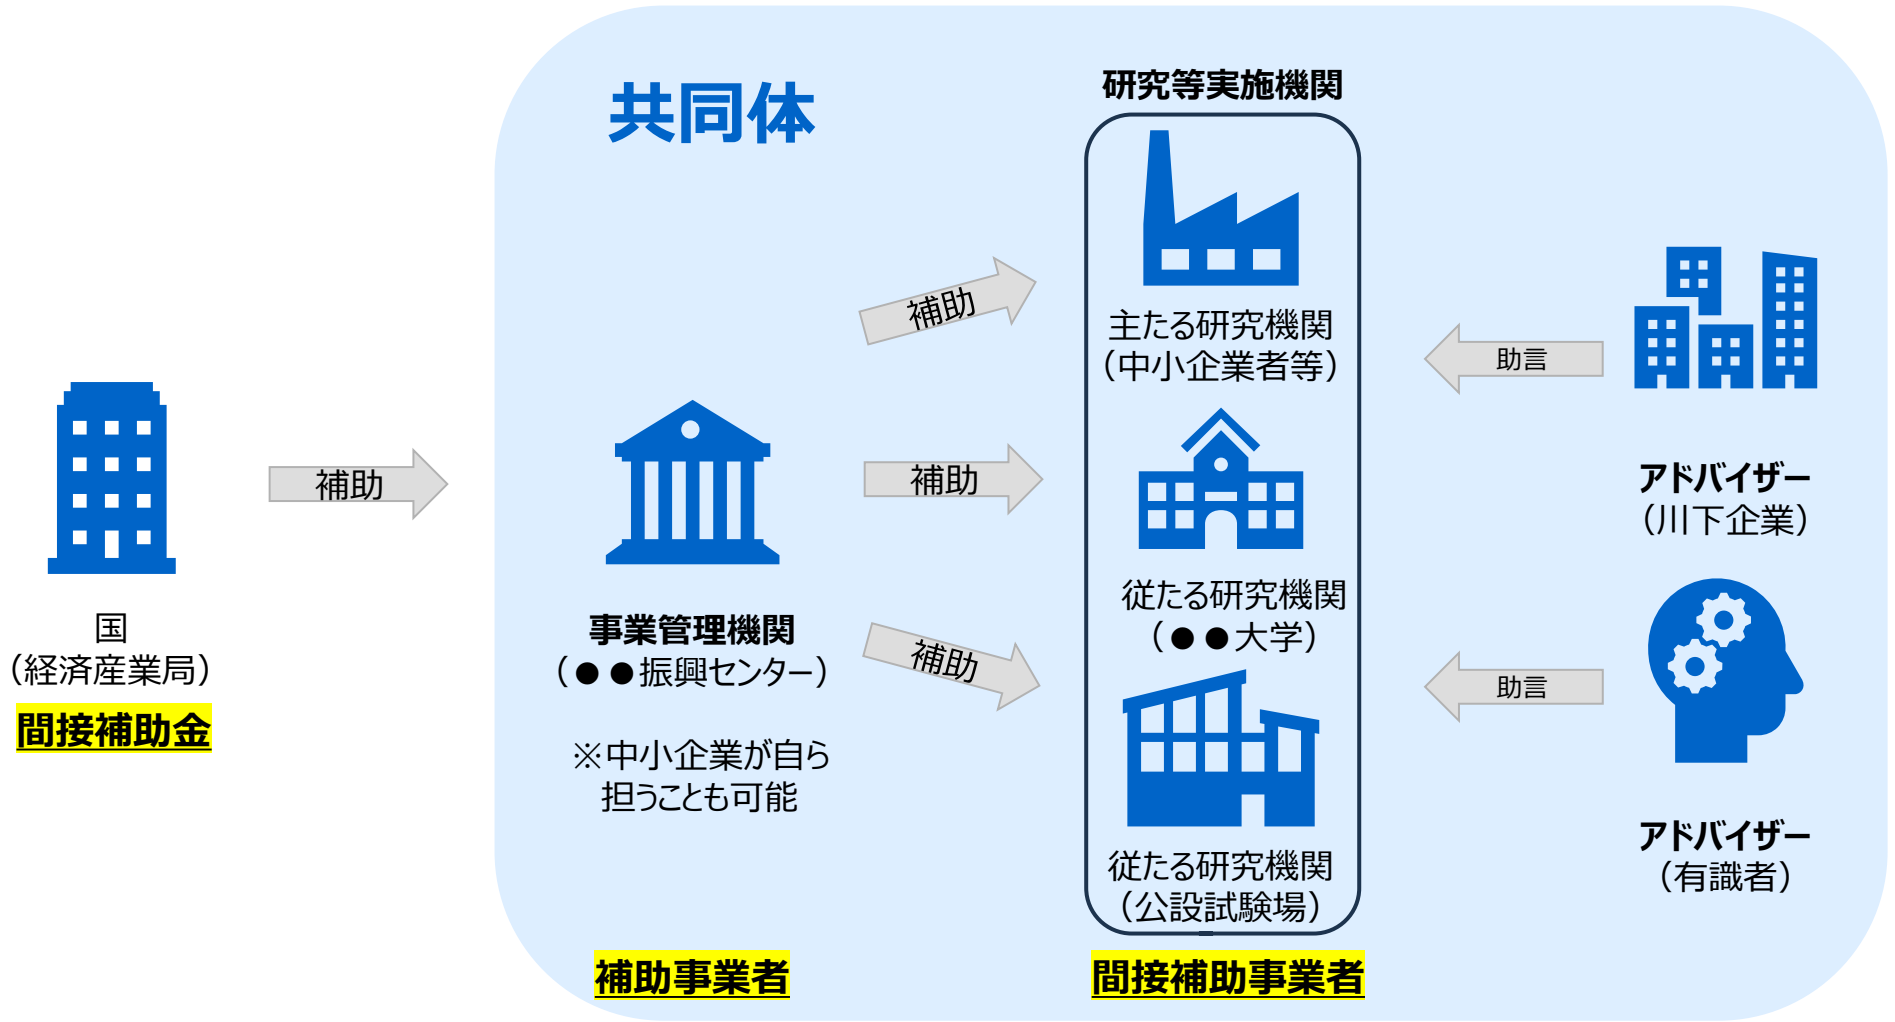 共同体
研究等実施機関
補助
主たる研究機関
（中小企業者等）
助言
補助
補助
アドバイザー
（川下企業）
従たる研究機関
（●●大学）
国
（経済産業局）
間接補助金
事業管理機関
（●●振興センター）
補助
助言
※中小企業が自ら
担うことも可能
従たる研究機関
（公設試験場）
アドバイザー
（有識者）
補助事業者
間接補助事業者